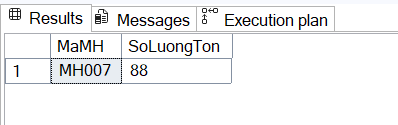 Results Messages Execution plan
MaMH SoLuongTon
1 MH007 88